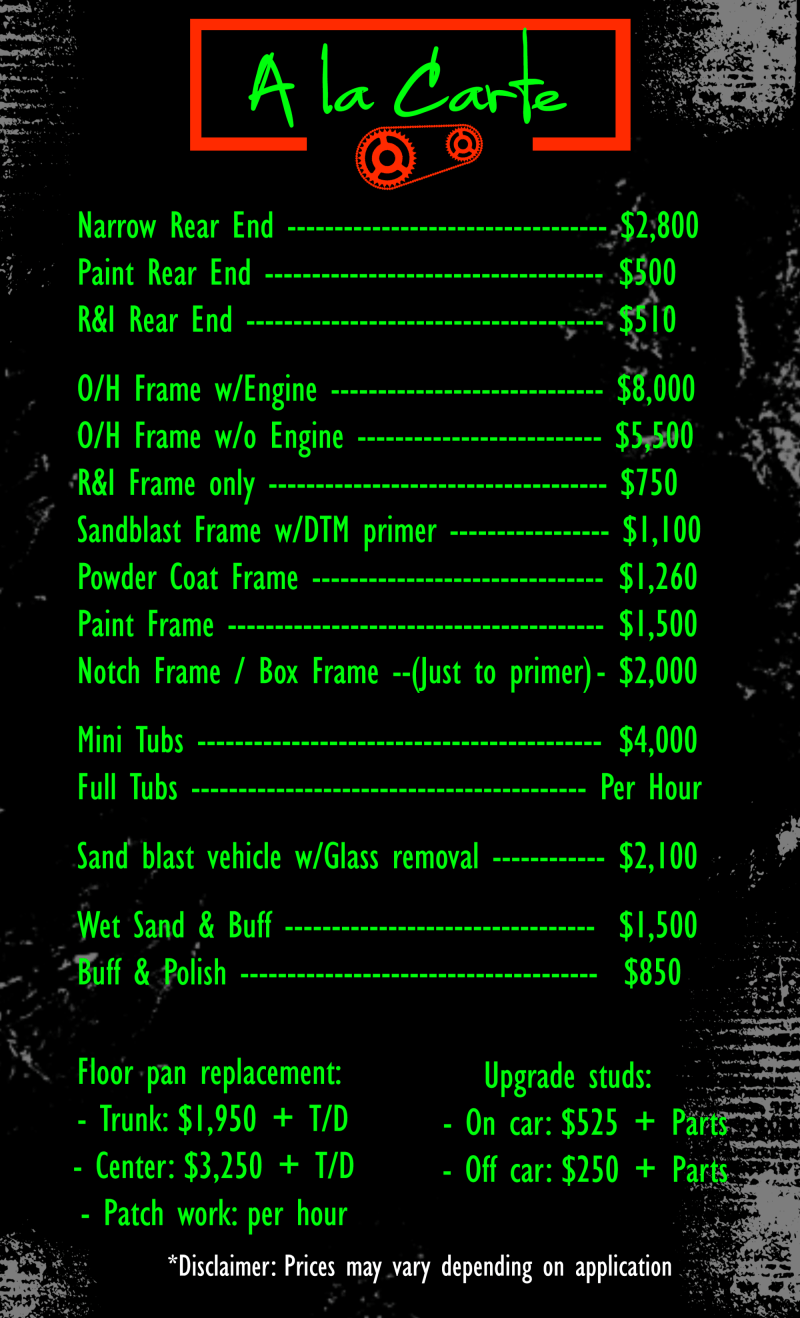 A la Carte
Narrow Rear End ---------------------------------- $2,800
Paint Rear End ------------------------------------ $500
R&I Rear End -------------------------------------- $510
O/H Frame w/Engine ----------------------------- $8,000
O/H Frame w/o Engine -------------------------- $5,500
R&I Frame only ------------------------------------ $750
Sandblast Frame w/DTM primer ----------------- $1,100
Powder Coat Frame ------------------------------- $1,260
Paint Frame ---------------------------------------- $1,500
Notch Frame / Box Frame --(Just to primer) - $2,000
Mini Tubs ------------------------------------------- $4,000
Full Tubs ------------------------------------------ Per Hour
Sand blast vehicle w/Glass removal ------------ $2,100
Wet Sand & Buff --------------------------------- $1,500
Buff & Polish -------------------------------------- $850
Floor pan replacement:
- Trunk: $1,950 + T/D
- Center: $3,250 + T/D
- Patch work: per hour
Upgrade studs:
- On car: $525 + Parts
- Off car: $250 + Parts
*Disclaimer: Prices may vary depending on application